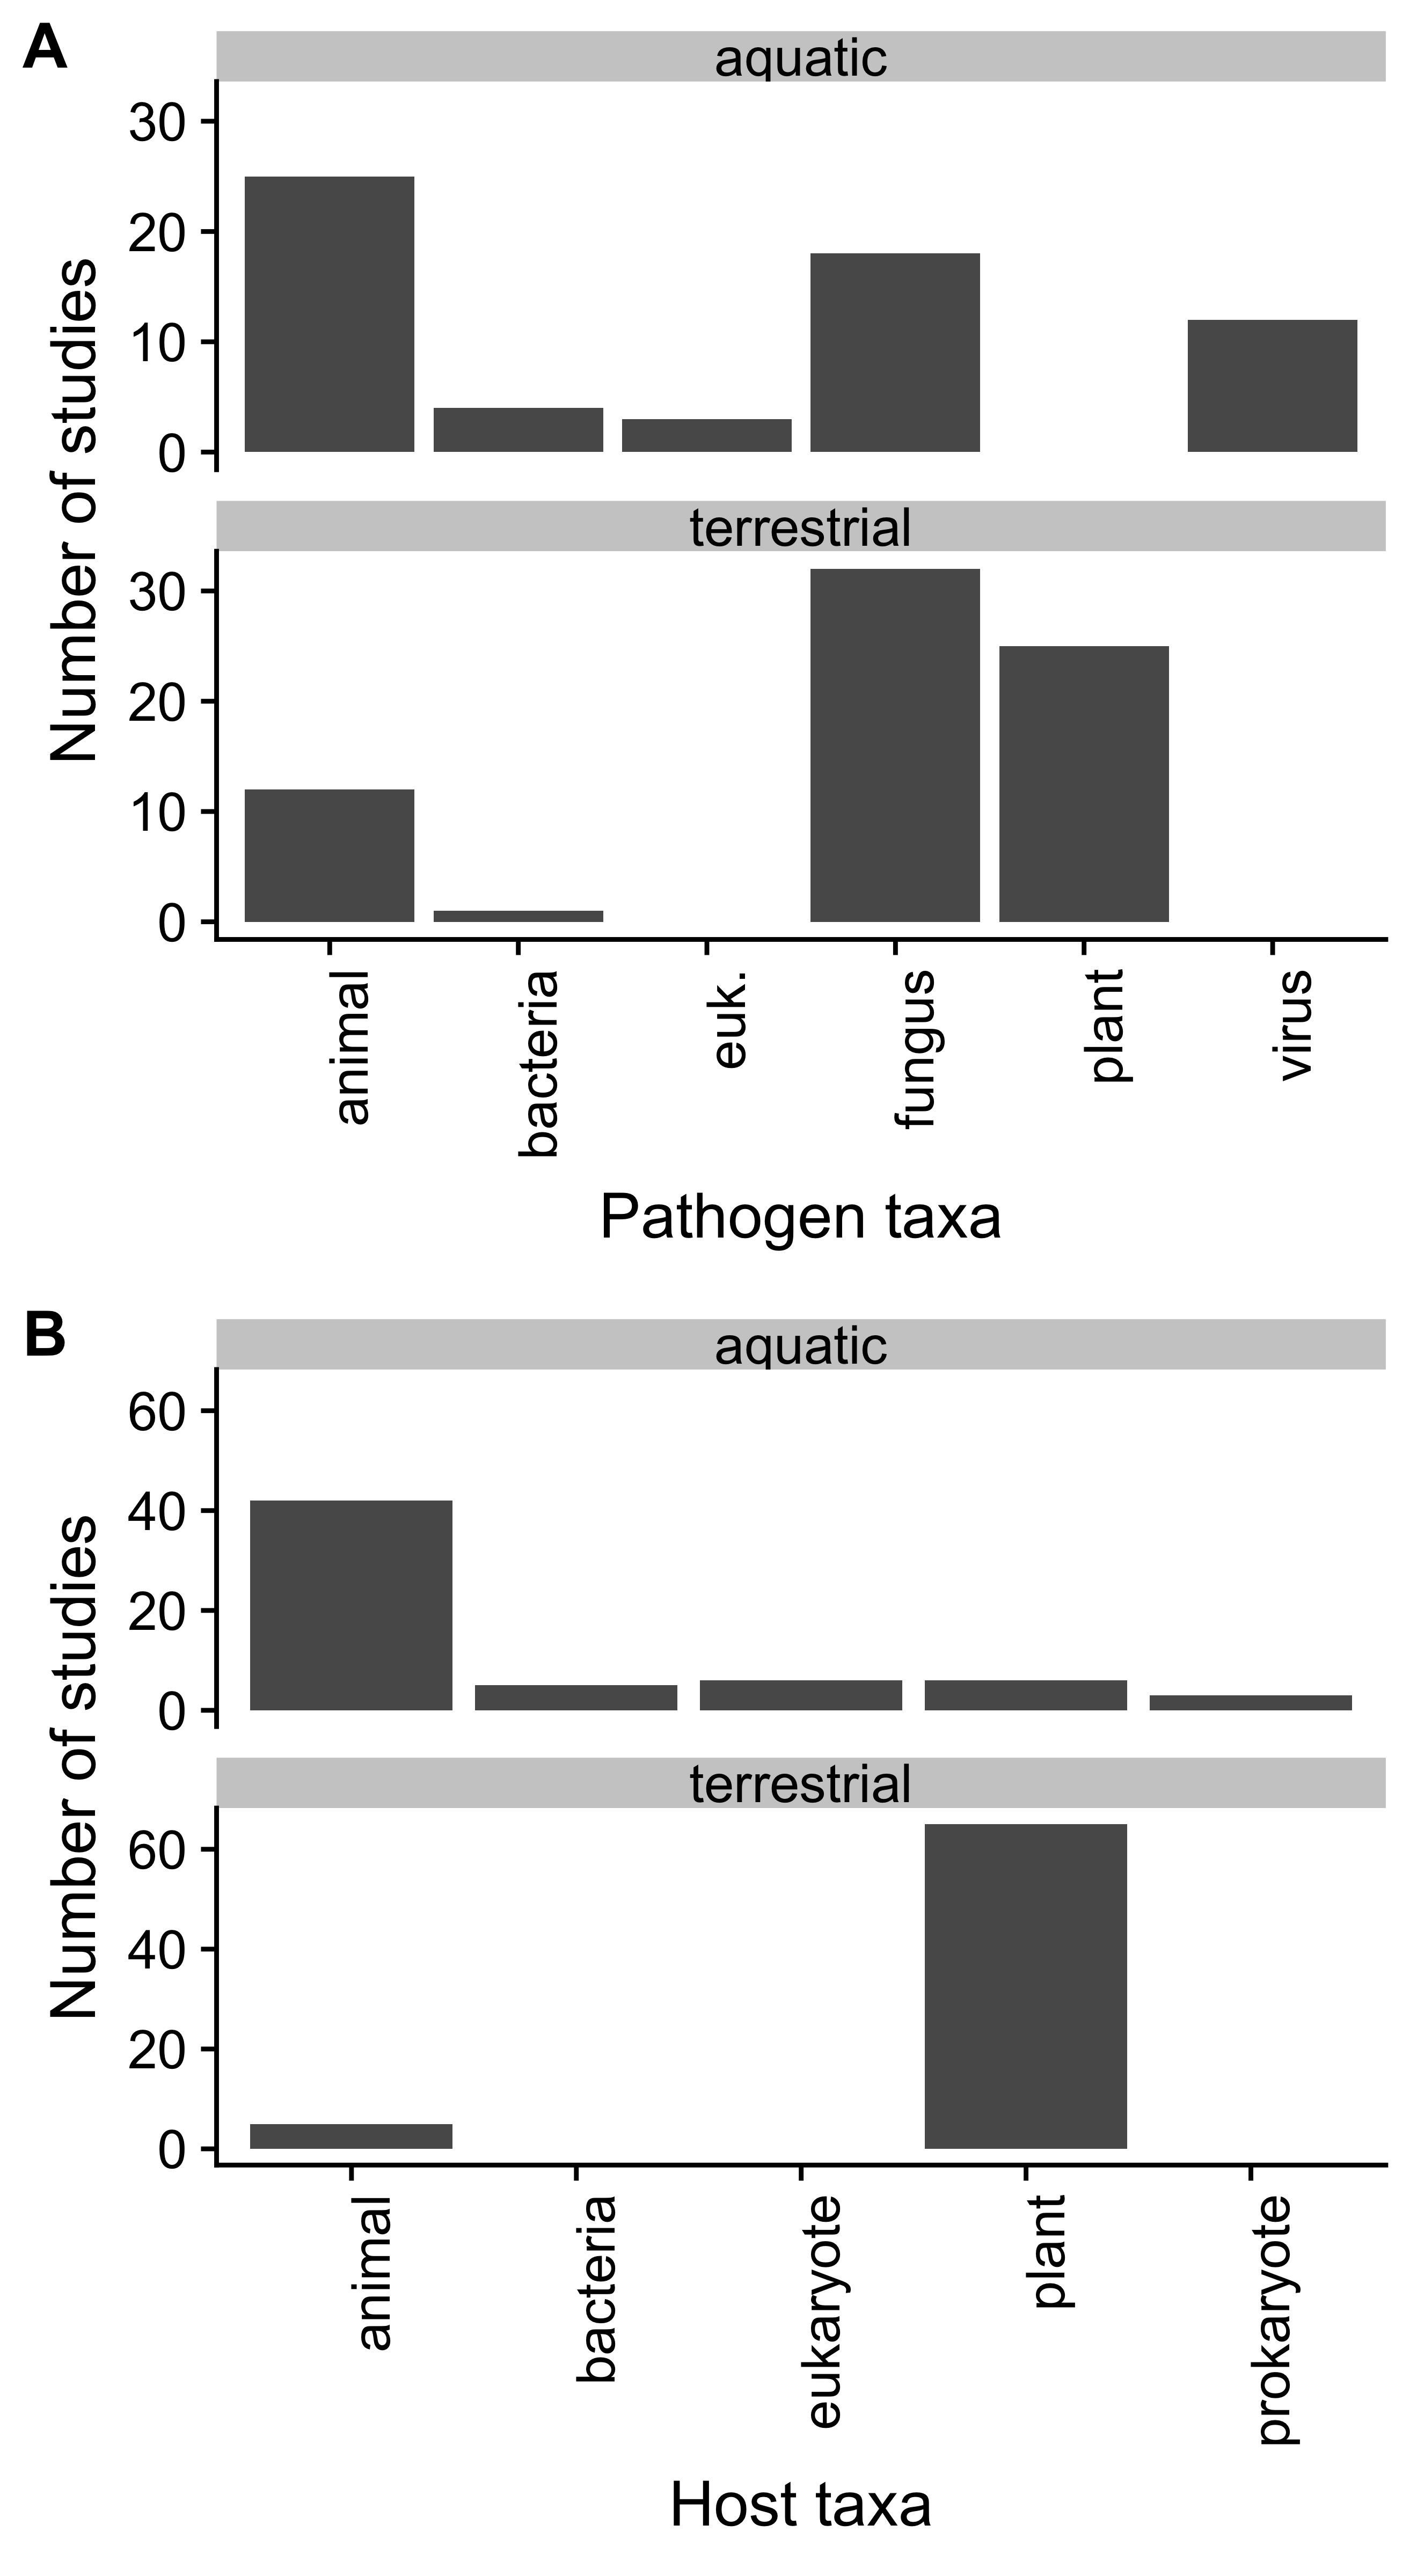 A
aquatic
30
20
10
0
terrestrial
30
20
10
0
Number of studies
animal
bacteria
euk.
fungus
plant
virus
Pathogen taxa
B
aquatic
60
40
20
0
terrestrial
60
40
20
0
Number of studies
animal
bacteria
eukaryote
plant
prokaryote
Host taxa